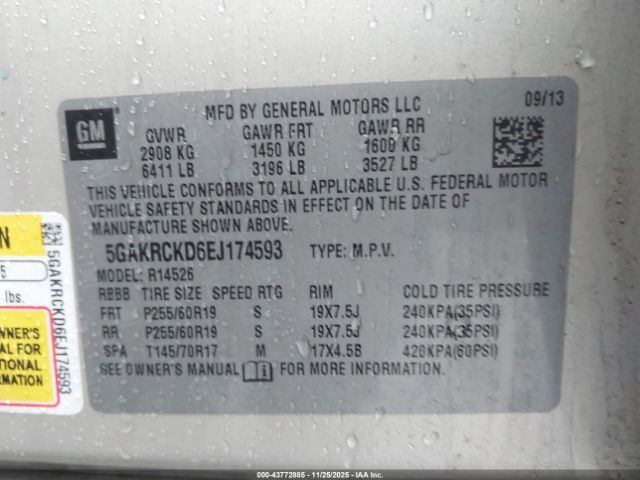 GM
MFD BY GENERAL MOTORS LLC 09/13
GVWR GAWR FRT GAWR RR
2908 KG 1450 KG 1600 KG
6411 LB 3196 LB 3527 LB
THIS VEHICLE CONFORMS TO ALL APPLICABLE U.S. FEDERAL MOTOR
VEHICLE SAFETY STANDARDS IN EFFECT ON THE DATE OF
MANUFACTURE SHOWN ABOVE.
5GAKRCKD6EJ174593 TYPE: M.P.V.
MODEL: R14526
RBBB TIRE SIZE SPEED RTG RIM COLD TIRE PRESSURE
FRT P255/60R19 S 19X7.5J 240KPA(35PSI)
RR P255/60R19 S 19X7.5J 240KPA(35PSI)
SPA T145/70R17 M 17X4.5B 420KPA(60PSI)
SEE OWNER'S MANUAL FOR MORE INFORMATION.
N
5
lbs.
OWNER'S
AL FOR
TIONAL
ATION
5GAKRCKD6EJ174593
000-43772885 - 11/25/2025 - IAAI, Inc.